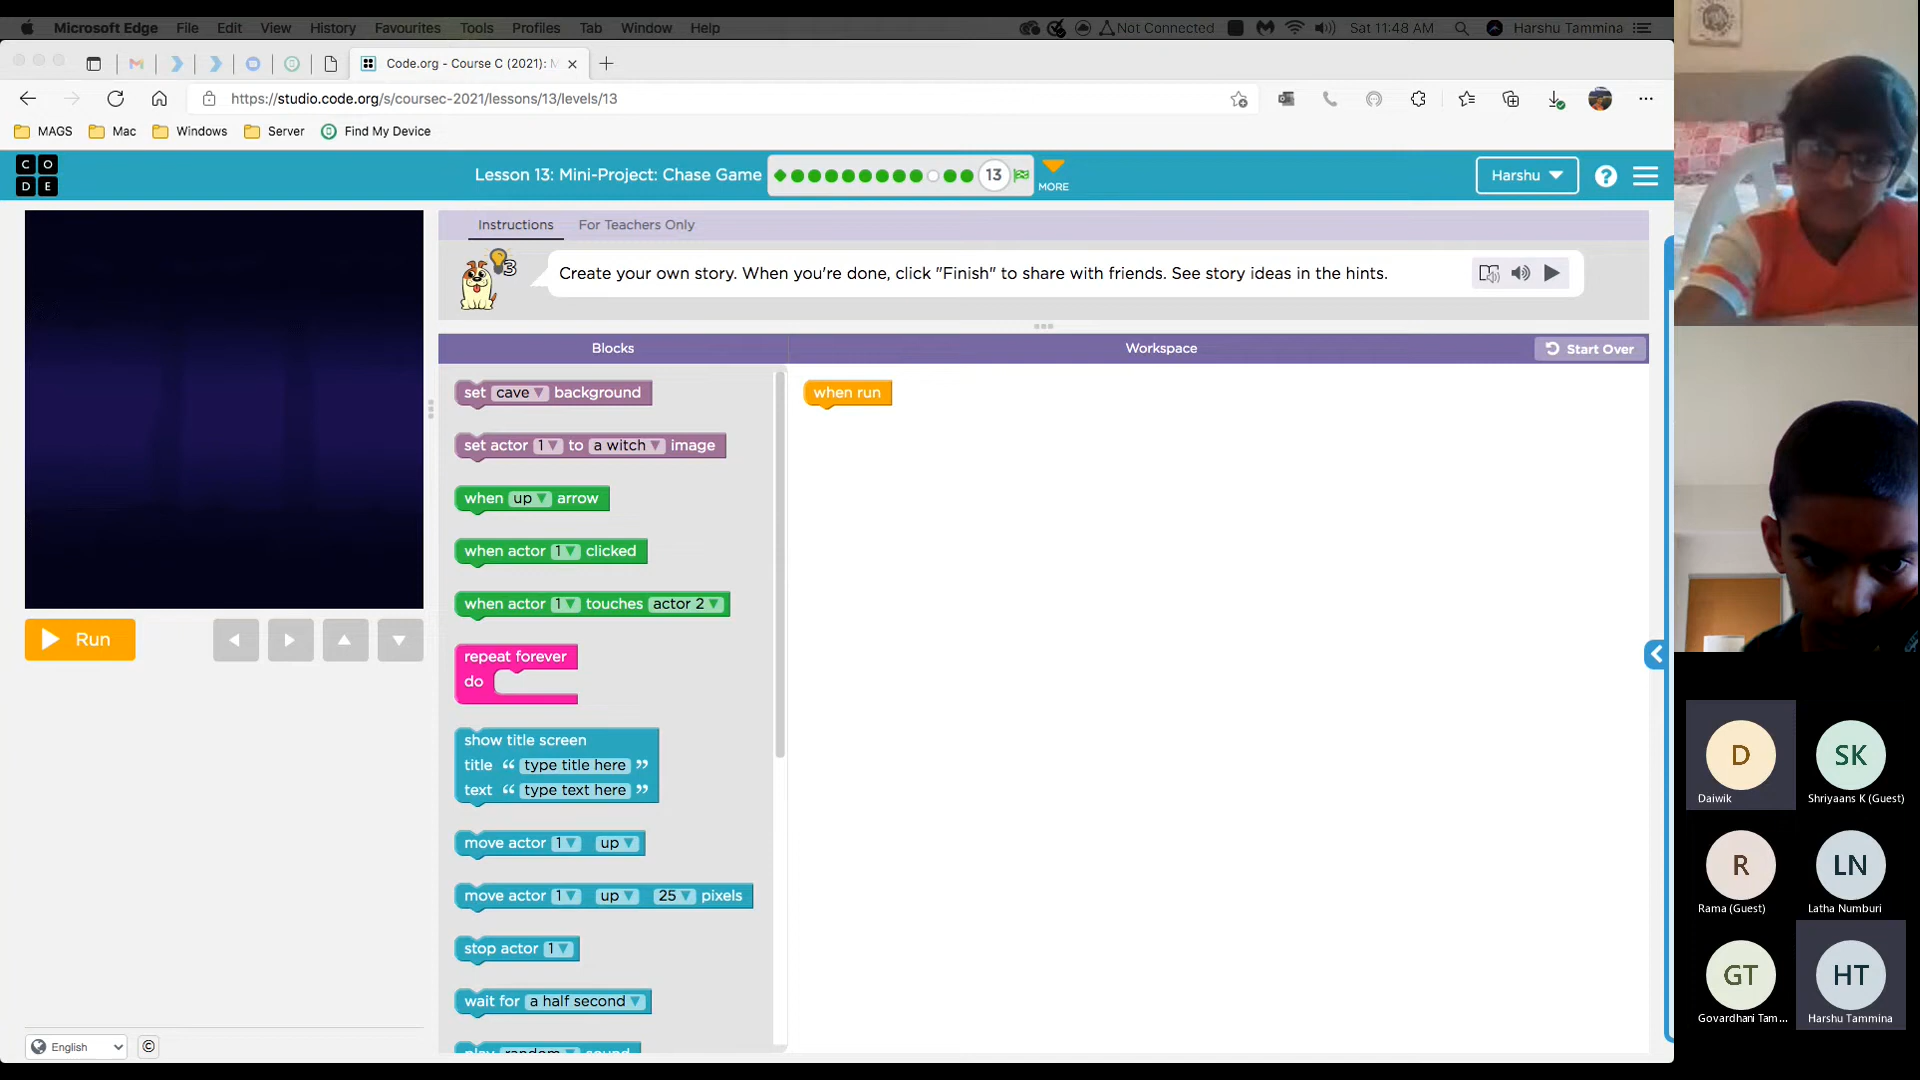 Microsoft Edge File Edit View History Favourites Tools Profiles Tab Window Help Not Connected Sat 11:48 AM Harshu Tammina
Code.org - Course C (2021): M
https://studio.code.org/s/coursec-2021/lessons/13/levels/13
MAGS Mac Windows Server Find My Device
C O
D E
Lesson 13: Mini-Project: Chase Game 13 MORE Harshu ?
Instructions For Teachers Only
3
Create your own story. When you're done, click "Finish" to share with friends. See story ideas in the hints.
Blocks Workspace Start Over
set cave background
when run
set actor 1 to a witch image
when up arrow
when actor 1 clicked
when actor 1 touches actor 2
Run
repeat forever
do
show title screen
title “ type title here ”
text “ type text here ”
move actor 1 up
move actor 1 up 25 pixels
stop actor 1
wait for a half second
play random sound
English ©
D SK
Daiwik Shriyaans K (Guest)
R LN
Rama (Guest) Latha Numburi
GT HT
Govardhani Tam... Harshu Tammina